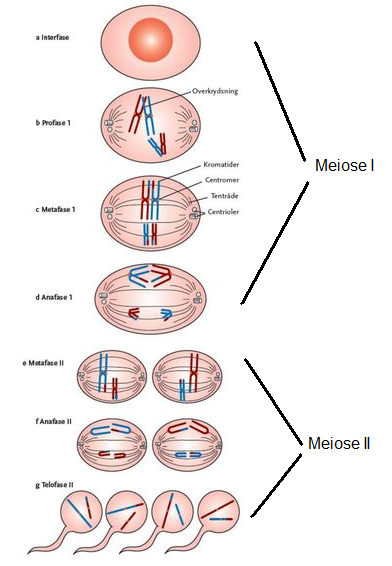 a Interfase
Overkrydsning
b Profase 1
Kromatider
Centromer
Tentråde
c Metafase 1
Centrioler
d Anafase 1
Meiose I
e Metafase II
f Anafase II
g Telofase II
Meiose II